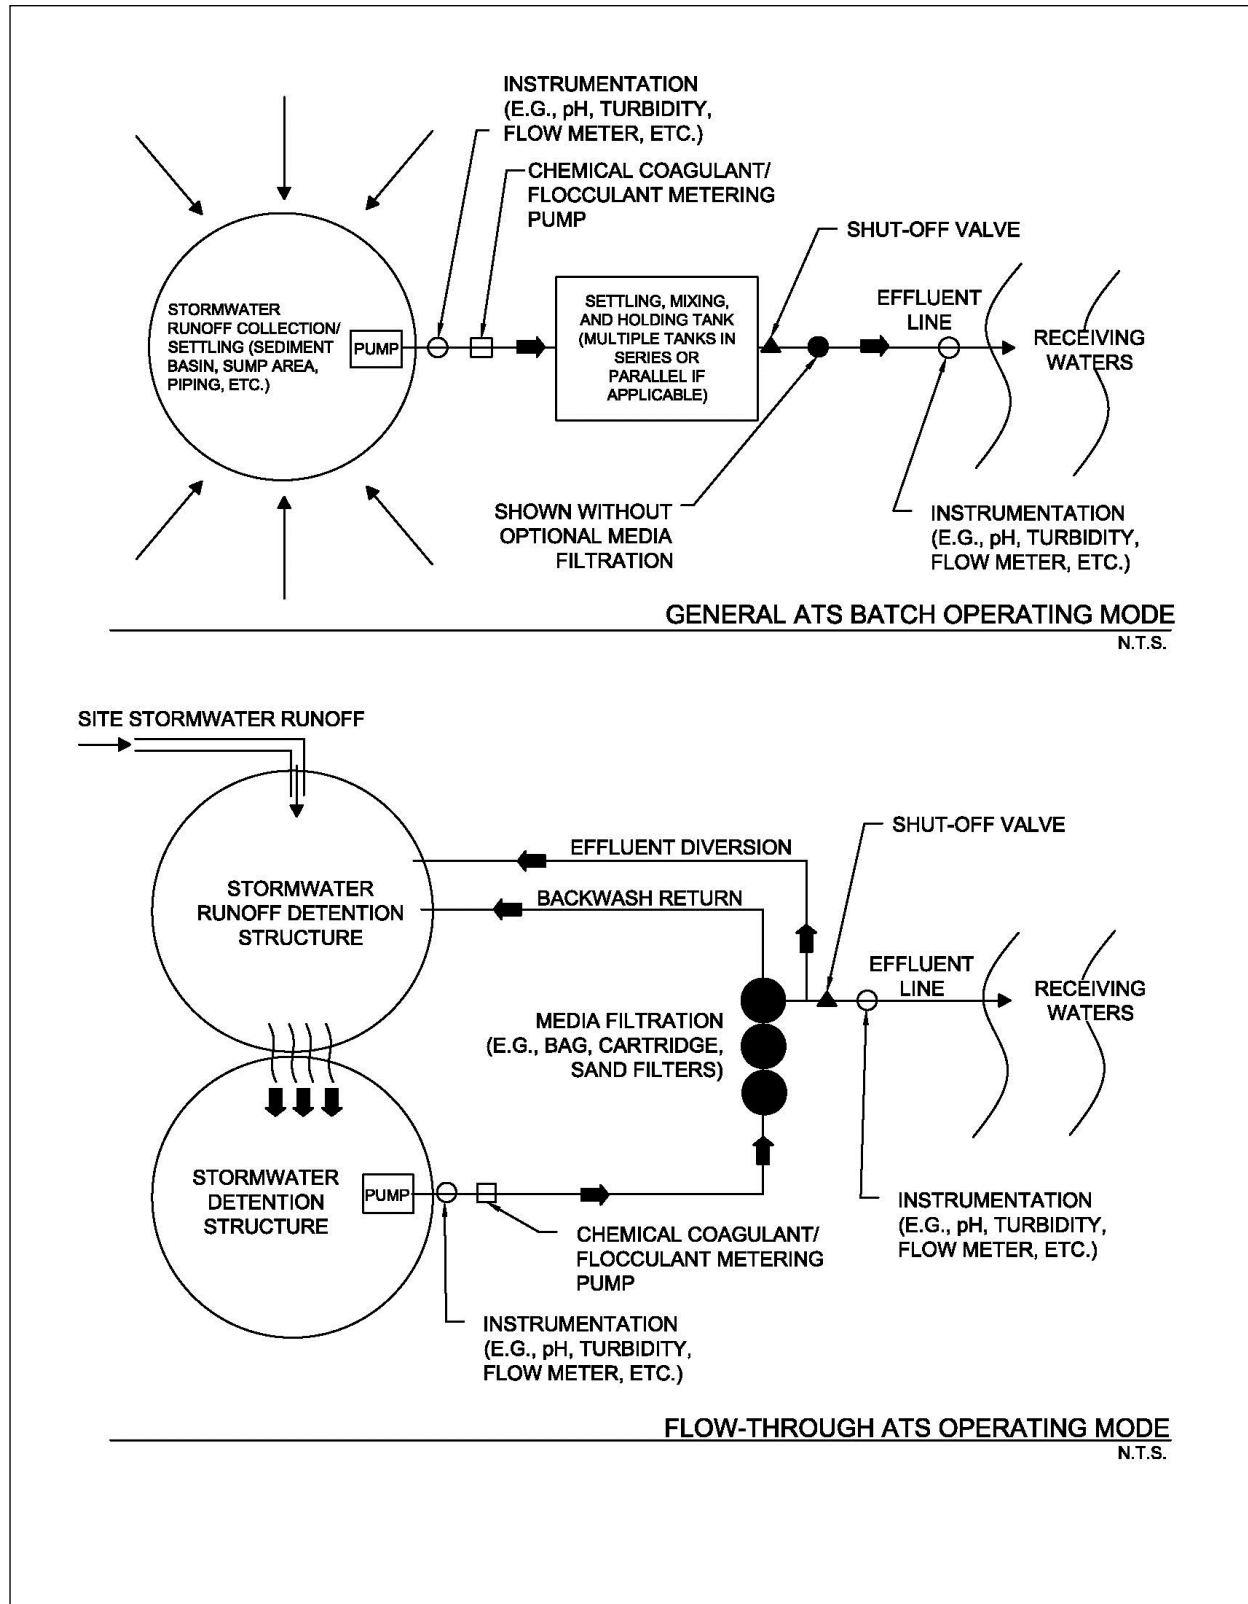 INSTRUMENTATION
(E.G., pH, TURBIDITY,
FLOW METER, ETC.)
CHEMICAL COAGULANT/
FLOCCULANT METERING
PUMP
SHUT-OFF VALVE
STORMWATER
RUNOFF COLLECTION/
SETTLING (SEDIMENT
BASIN, SUMP AREA,
PIPING, ETC.)
PUMP
SETTLING, MIXING,
AND HOLDING TANK
(MULTIPLE TANKS IN
SERIES OR
PARALLEL IF
APPLICABLE)
EFFLUENT
LINE
RECEIVING
WATERS
SHOWN WITHOUT
OPTIONAL MEDIA
FILTRATION
INSTRUMENTATION
(E.G., pH, TURBIDITY,
FLOW METER, ETC.)
GENERAL ATS BATCH OPERATING MODE
N.T.S.
SITE STORMWATER RUNOFF
SHUT-OFF VALVE
EFFLUENT DIVERSION
BACKWASH RETURN
STORMWATER
RUNOFF DETENTION
STRUCTURE
EFFLUENT
LINE
RECEIVING
WATERS
MEDIA FILTRATION
(E.G., BAG, CARTRIDGE,
SAND FILTERS)
STORMWATER
DETENTION
STRUCTURE
PUMP
CHEMICAL COAGULANT/
FLOCCULANT METERING
PUMP
INSTRUMENTATION
(E.G., pH, TURBIDITY,
FLOW METER, ETC.)
INSTRUMENTATION
(E.G., pH, TURBIDITY,
FLOW METER, ETC.)
FLOW-THROUGH ATS OPERATING MODE
N.T.S.